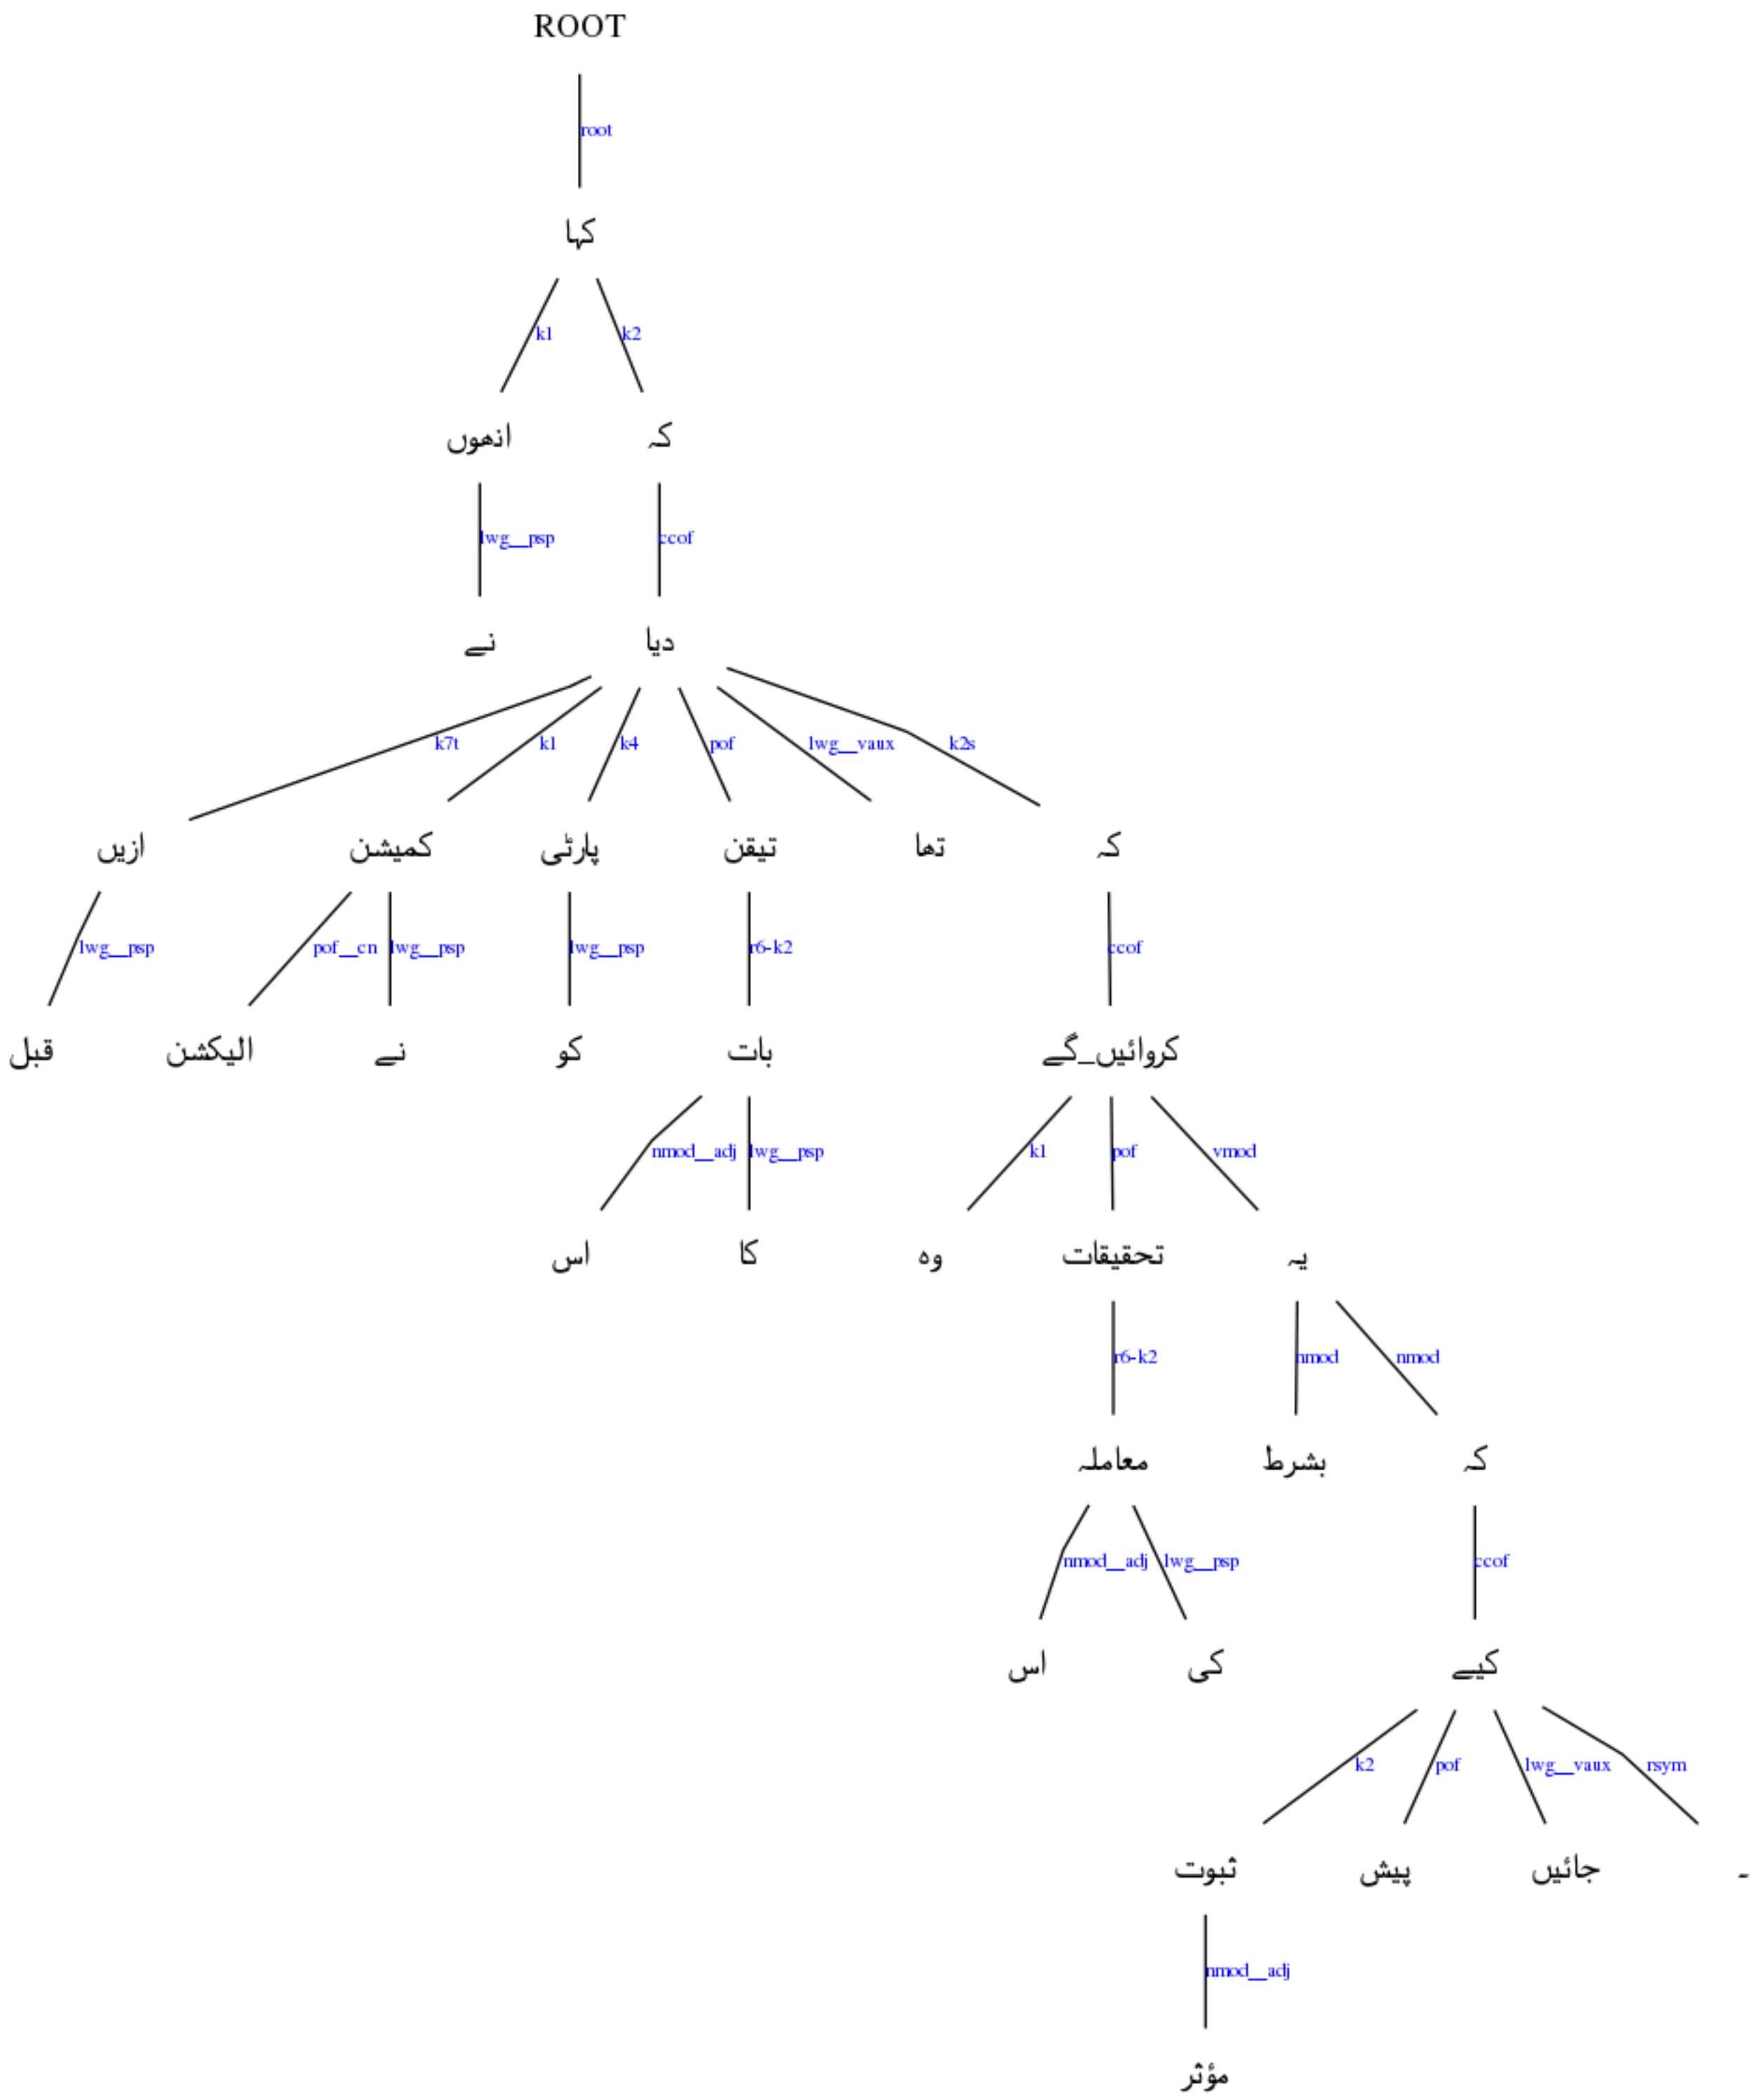 ROOT
root
کہا
k1 k2
انھوں کہ
lwg__psp ccof
نے دیا
k7t k1 k4 pof lwg__vaux k2s
ازیں کمیشن پارٹی تیقن تھا کہ
lwg__psp pof__cn lwg__psp lwg__psp r6-k2 ccof
قبل الیکشن نے کو بات کروائیں_گے
nmod__adj lwg__psp k1 pof vmod
اس کا وہ تحقیقات یہ
r6-k2 nmod nmod
معاملہ بشرط کہ
nmod__adj lwg__psp ccof
اس کی کیے
k2 pof lwg__vaux rsym
ثبوت پیش جائیں ۔
nmod__adj
مؤثر